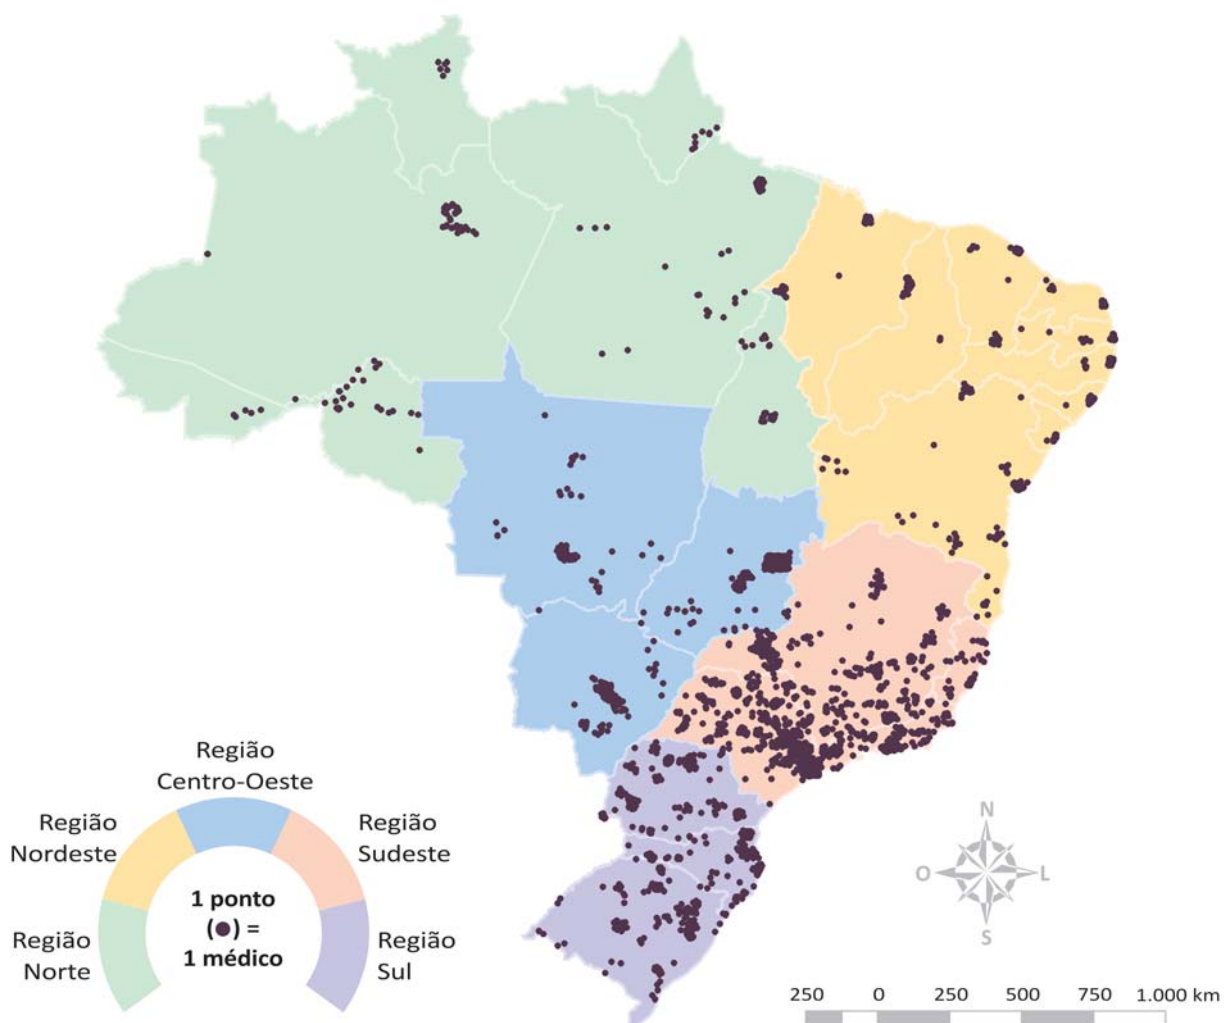 Região
Centro-Oeste
Região
Nordeste
Região
Sudeste
1 ponto
(●) =
1 médico
Região
Norte
Região
Sul
N
O
L
S
250 0 250 500 750 1.000 km